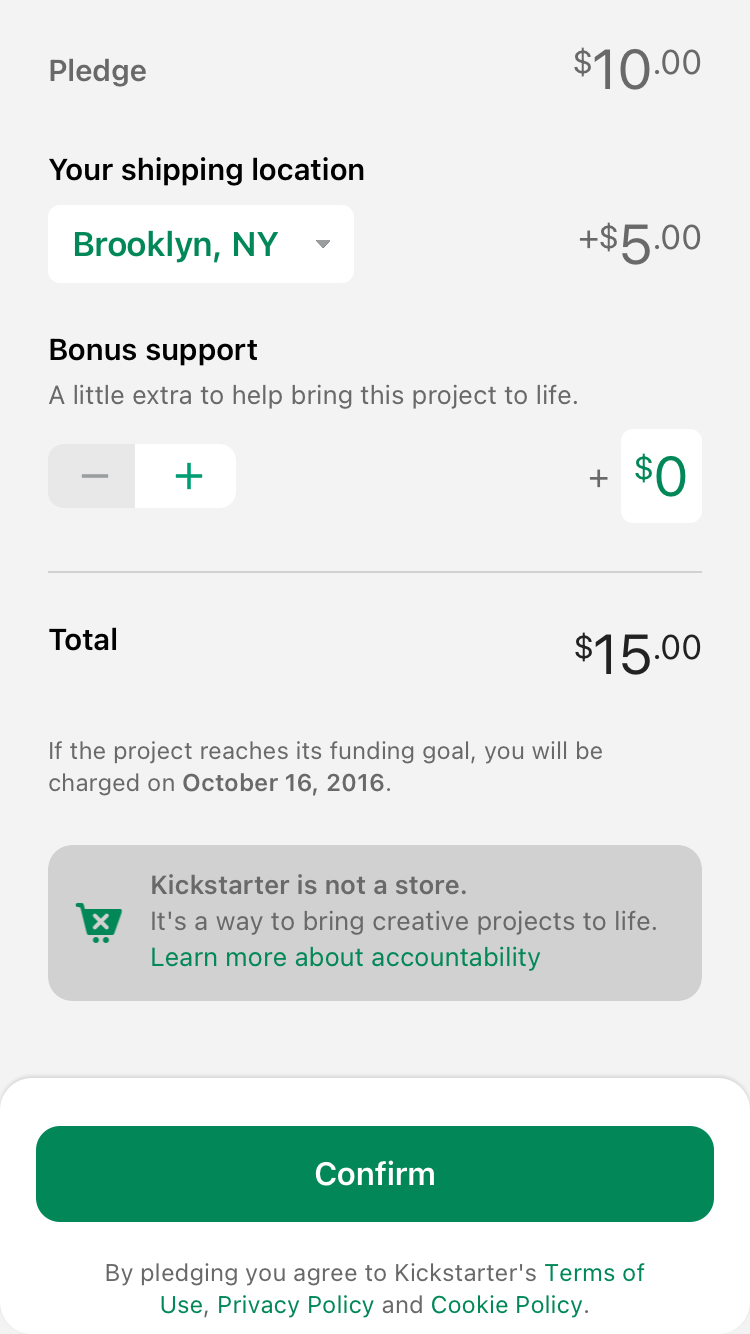 Pledge $10.00
Your shipping location
Brooklyn, NY +$5.00
Bonus support
A little extra to help bring this project to life.
− + + $0
Total $15.00
If the project reaches its funding goal, you will be
charged on October 16, 2016.
Kickstarter is not a store.
It's a way to bring creative projects to life.
Learn more about accountability
Confirm
By pledging you agree to Kickstarter's Terms of
Use, Privacy Policy and Cookie Policy.